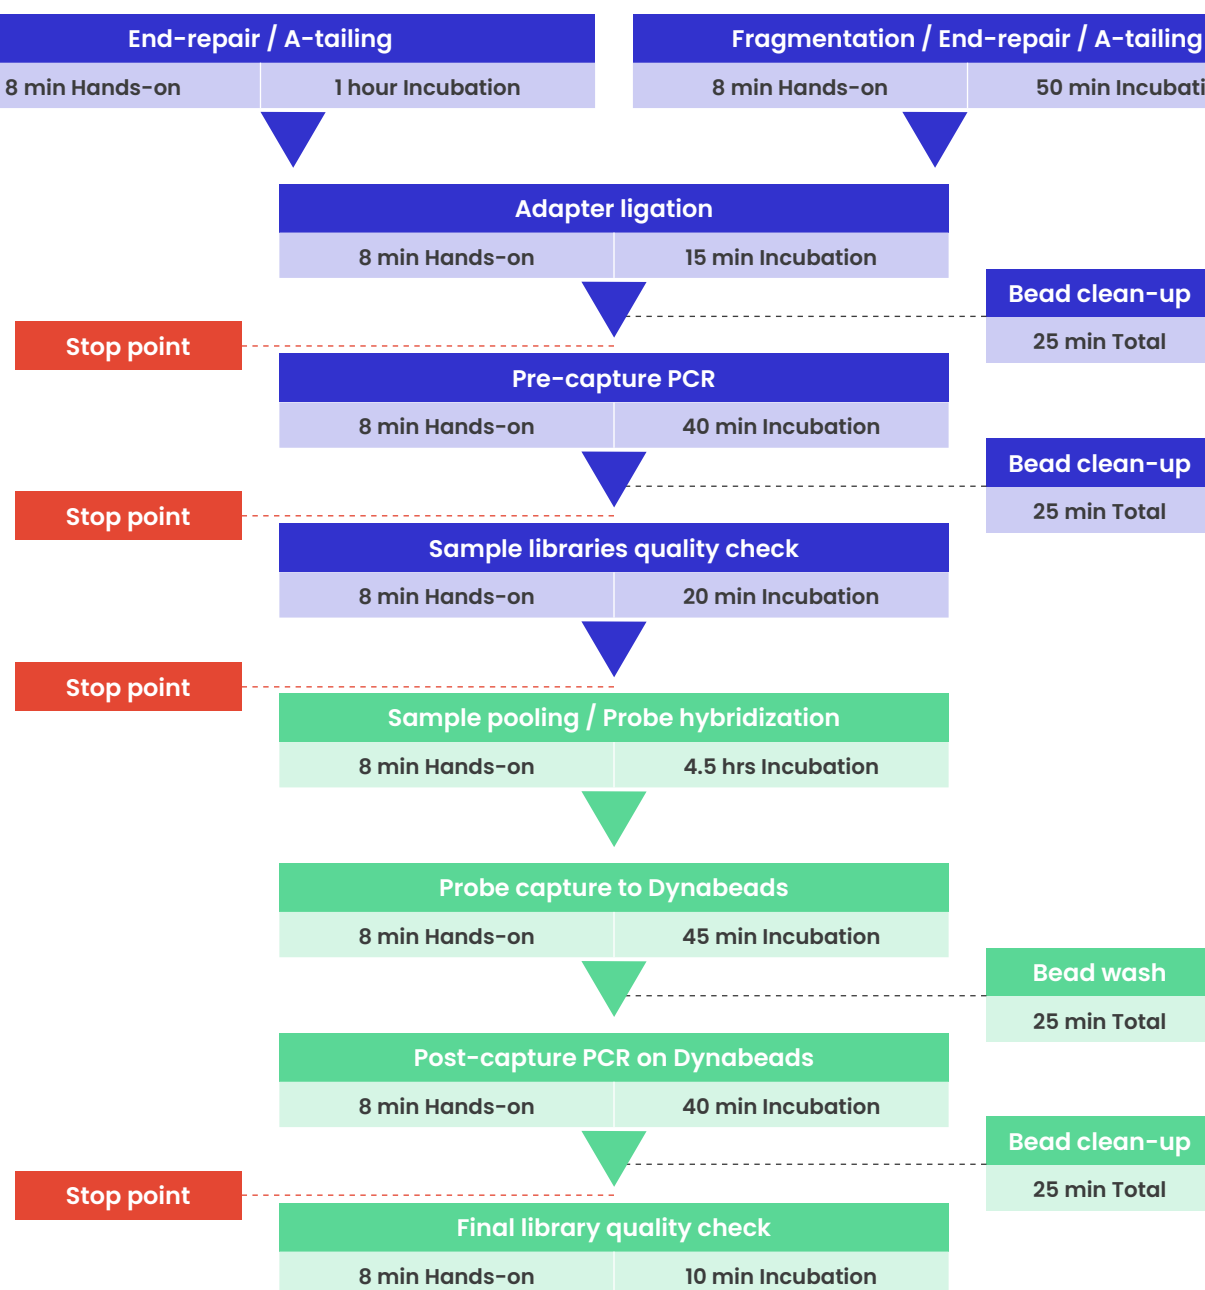 End-repair / A-tailing
8 min Hands-on
1 hour Incubation
Fragmentation / End-repair / A-tailing
8 min Hands-on
50 min
Adapter ligation
8 min Hands-on
15 min Incubation
Bead clean-up
25 min Total
Stop point
Pre-capture PCR
8 min Hands-on
40 min Incubation
Bead clean-up
25 min Total
Stop point
Sample libraries quality check
8 min Hands-on
20 min Incubation
Stop point
Sample pooling / Probe hybridization
8 min Hands-on
4.5 hrs Incubation
Probe capture to Dynabeads
8 min Hands-on
45 min Incubation
Bead wash
25 min Total
Post-capture PCR on Dynabeads
8 min Hands-on
40 min Incubation
Bead clean-up
25 min Total
Stop point
Final library quality check
8 min Hands-on
10 min Incubation